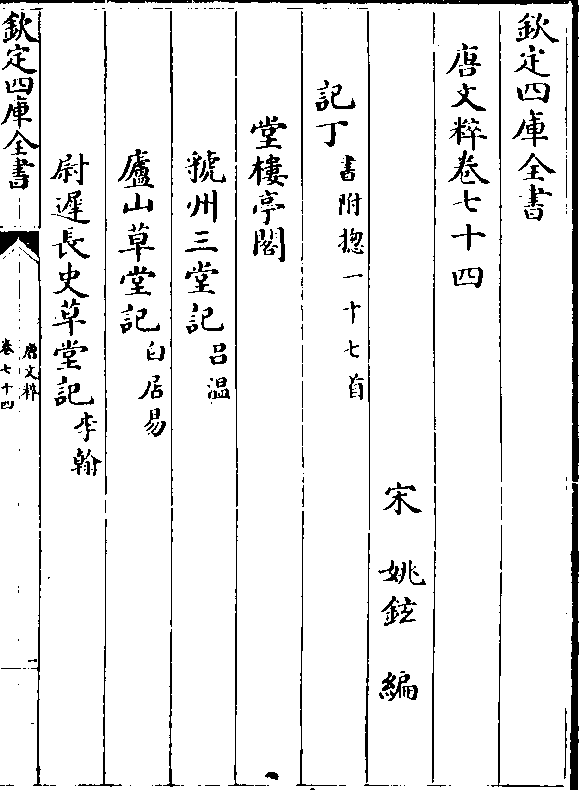 欽定四庫全書
唐文粹卷七十四
宋 姚鉉 編
記丁 書附摠一十七首
堂樓亭閣
虢州三堂記 吕温
廬山草堂記 白居易
尉遲長史草堂記 李翰
欽定四庫全書
唐文粹
卷七十四